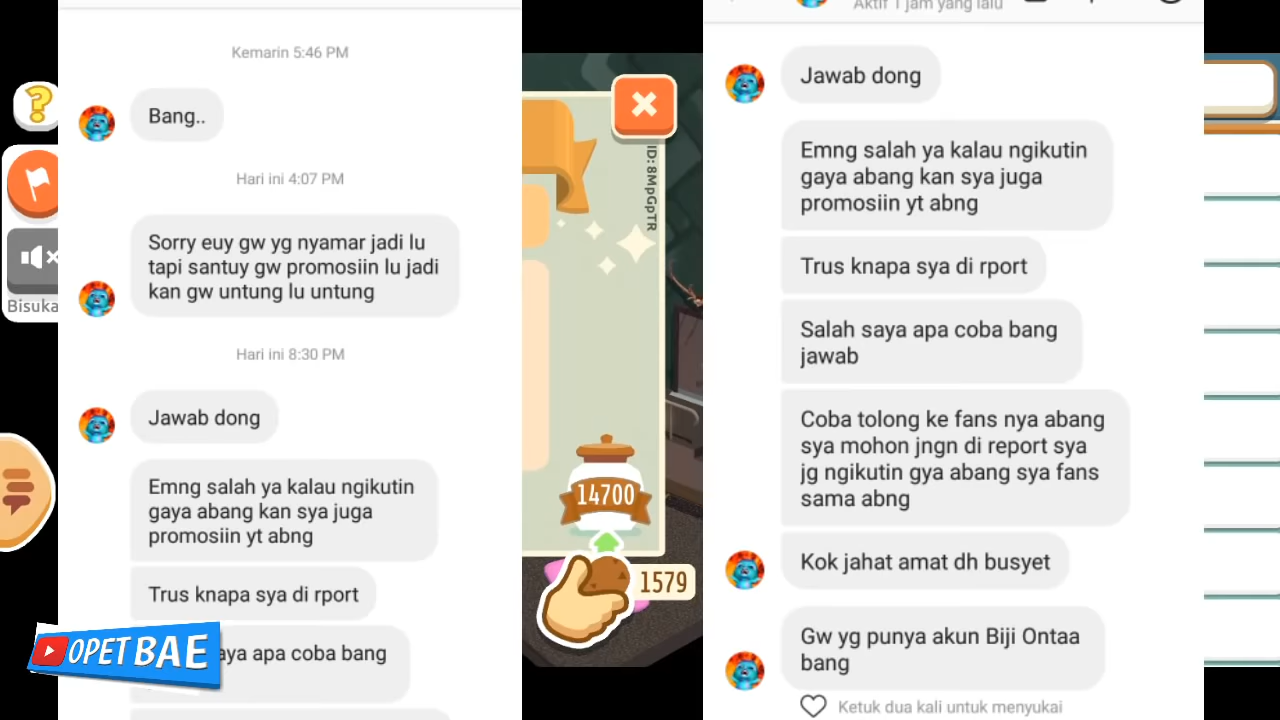 Kemarin 5:46 PM
Bang..
Hari ini 4:07 PM
Sorry euy gw yg nyamar jadi lu
tapi santuy gw promosiin lu jadi
kan gw untung lu untung
Hari ini 8:30 PM
Jawab dong
Emng salah ya kalau ngikutin
gaya abang kan sya juga
promosiin yt abng
Trus knapa sya di rport
aya apa coba bang
Bisuka
OPET BAE
ID:8MpGpTR
14700
1579
Aktif 1 jam yang lalu
Jawab dong
Emng salah ya kalau ngikutin
gaya abang kan sya juga
promosiin yt abng
Trus knapa sya di rport
Salah saya apa coba bang
jawab
Coba tolong ke fans nya abang
sya mohon jngn di report sya
jg ngikutin gya abang sya fans
sama abng
Kok jahat amat dh busyet
Gw yg punya akun Biji Ontaa
bang
Ketuk dua kali untuk menyukai